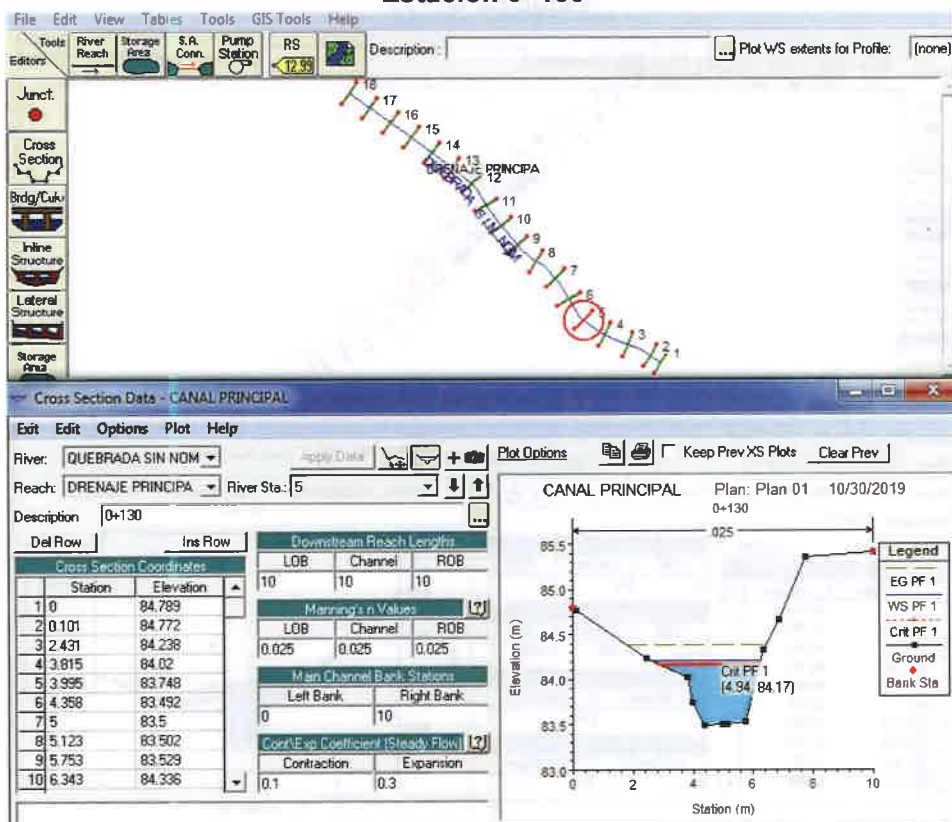 File Edit View Tables Tools GIS Tools Help
Tools
Editors
River Reach
Storage Area
S.A. Conn.
Pump Station
RS
12.99
Description :
... Plot WS extents for Profile: (none)
Junct.
Cross Section
Brdg/Culv
Inline Structure
Lateral Structure
Storage Area
18
17
16
15
14
13
DRENAJE PRINCIPA
12
11
10
9
8
7
6
5
4
3
2
1
QUEBRADA SIN NOM
Cross Section Data - CANAL PRINCIPAL
Exit Edit Options Plot Help
River: QUEBRADA SIN NOM
Apply Data
Plot Options
Keep Prev XS Plots
Clear Prev
Reach: DRENAJE PRINCIPA
River Sta.: 5
Description 0+130
...
Del Row
Ins Row
Cross Section Coordinates
Station Elevation
1 0 84.789
2 0.101 84.772
3 2.431 84.238
4 3.815 84.02
5 3.995 83.748
6 4.358 83.492
7 5 83.5
8 5.123 83.502
9 5.753 83.529
10 6.343 84.336
Downstream Reach Lengths
LOB Channel ROB
10 10 10
Manning's n Values [?]
LOB Channel ROB
0.025 0.025 0.025
Main Channel Bank Stations
Left Bank Right Bank
0 10
Cont\Exp Coefficient (Steady Flow) [?]
Contraction Expansion
0.1 0.3
CANAL PRINCIPAL Plan: Plan 01 10/30/2019
0+130
.025
85.5
85.0
84.5
84.0
83.5
83.0
Elevation (m)
0 2 4 6 8 10
Station (m)
Crit PF 1
(4.94, 84.17)
Legend
EG PF 1
WS PF 1
Crit PF 1
Ground
Bank Sta